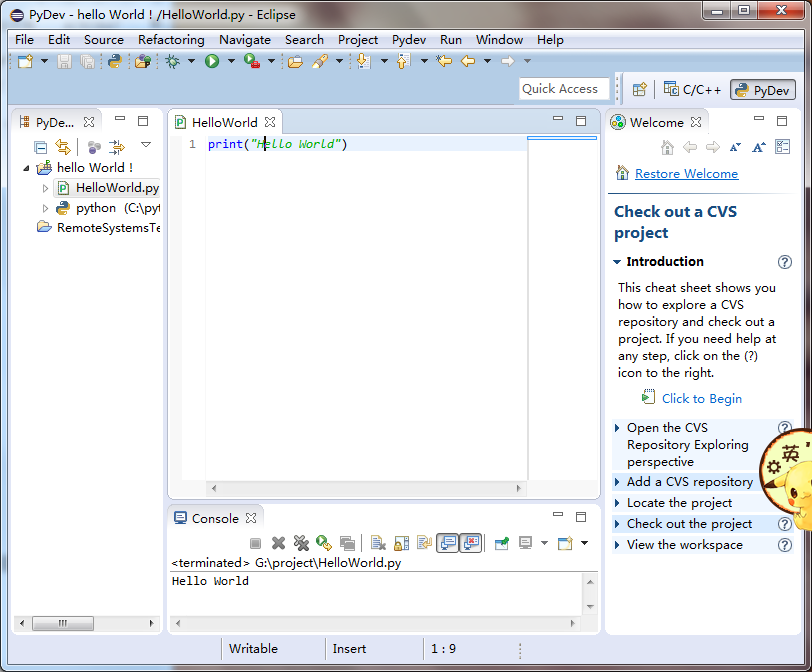 PyDev - hello World ! /HelloWorld.py - Eclipse
File Edit Source Refactoring Navigate Search Project Pydev Run Window Help
Quick Access
C/C++
PyDev
PyDe...
hello World !
HelloWorld.py
python (C:\pyt
RemoteSystemsTe
HelloWorld
1 print("Hello World")
Console
<terminated> G:\project\HelloWorld.py
Hello World
Welcome
Restore Welcome
Check out a CVS
project
Introduction
This cheat sheet shows you
how to explore a CVS
repository and check out a
project. If you need help at
any step, click on the (?)
icon to the right.
Click to Begin
Open the CVS
Repository Exploring
perspective
Add a CVS repository
Locate the project
Check out the project
View the workspace
英
Writable
Insert
1 : 9